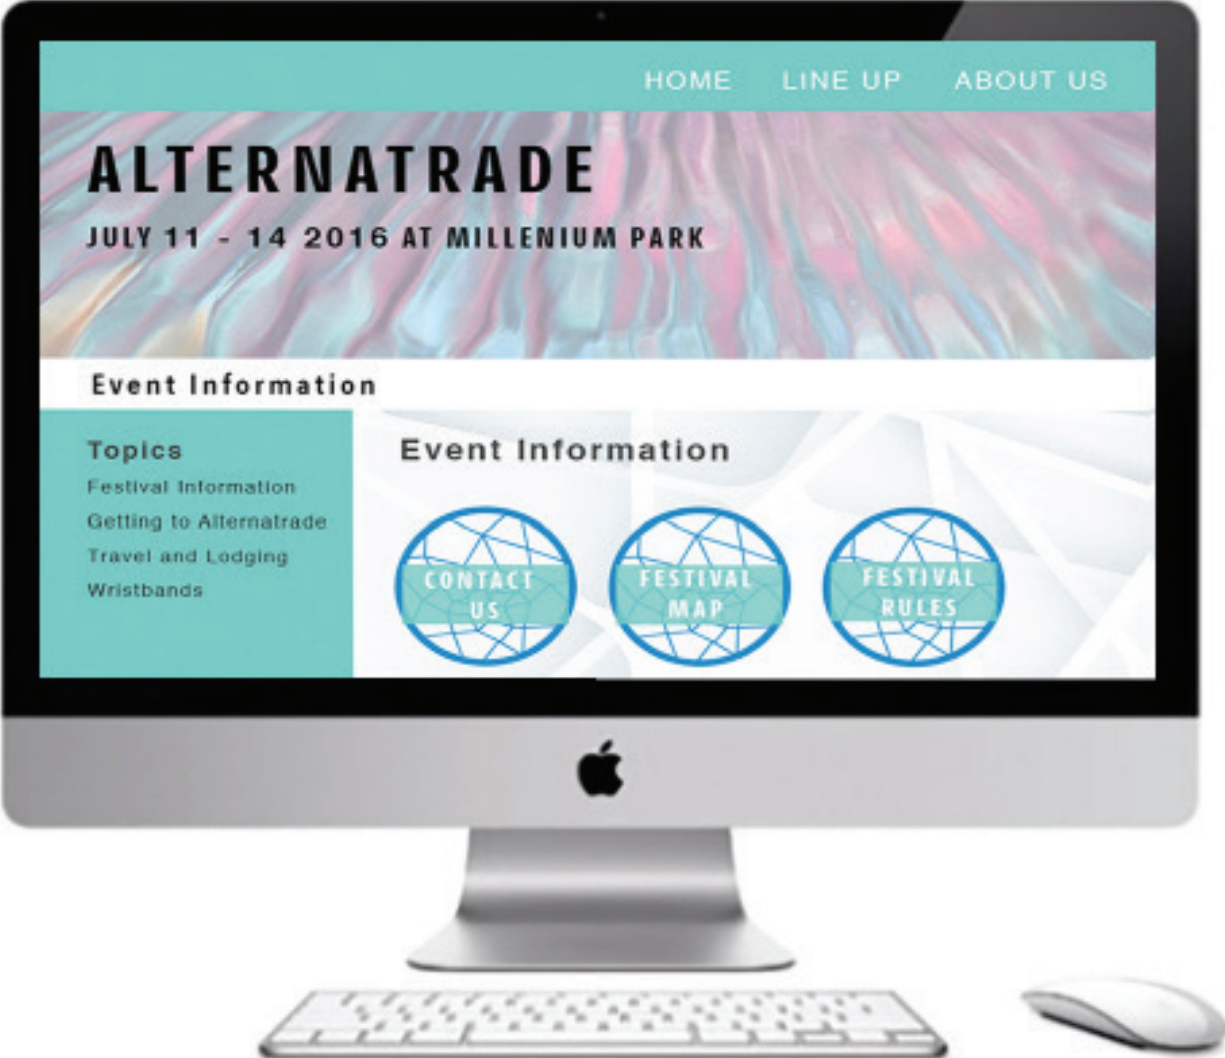 HOME LINE UP ABOUT US
ALTERNATRADE
JULY 11 - 14 2016 AT MILLENIUM PARK
Event Information
Topics
Festival Information
Getting to Alternatrade
Travel and Lodging
Wristbands
Event Information
CONTACT
US
FESTIVAL
MAP
FESTIVAL
RULES